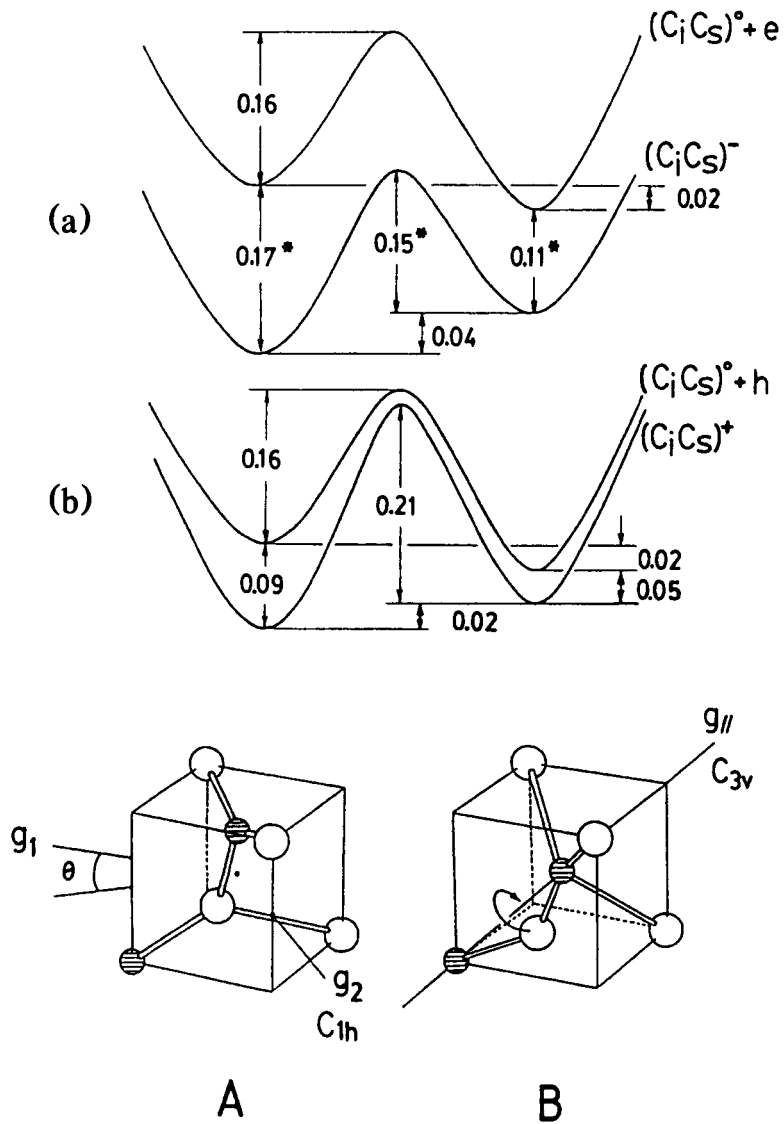 (CᵢCₛ)° + e
0.16
(CᵢCₛ)⁻
0.02
(a)
0.17*
0.15*
0.11*
0.04
(CᵢCₛ)° + h
(CᵢCₛ)⁺
0.16
(b)
0.21
0.02
0.09
0.05
0.02
g//
C₃ᵥ
g₁
θ
g₂
C₁ₕ
A
B